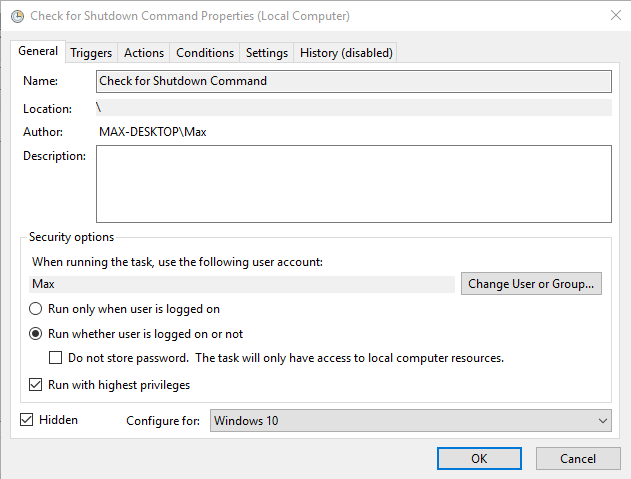 Check for Shutdown Command Properties (Local Computer)
General Triggers Actions Conditions Settings History (disabled)
Name: Check for Shutdown Command
Location: \
Author: MAX-DESKTOP\Max
Description:
Security options
When running the task, use the following user account:
Max Change User or Group...
Run only when user is logged on
Run whether user is logged on or not
Do not store password. The task will only have access to local computer resources.
Run with highest privileges
Hidden Configure for: Windows 10
OK Cancel